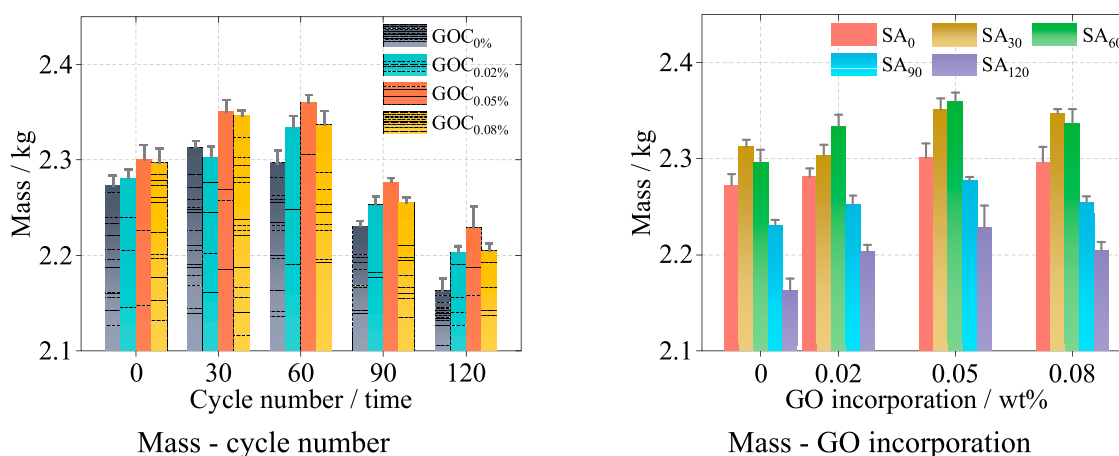 2.4
2.3
2.2
2.1
Mass / kg
GOC0%
GOC0.02%
GOC0.05%
GOC0.08%
0 30 60 90 120
Cycle number / time
Mass - cycle number
2.4
2.3
2.2
2.1
Mass / kg
SA0 SA30 SA60
SA90 SA120
0 0.02 0.05 0.08
GO incorporation / wt%
Mass - GO incorporation